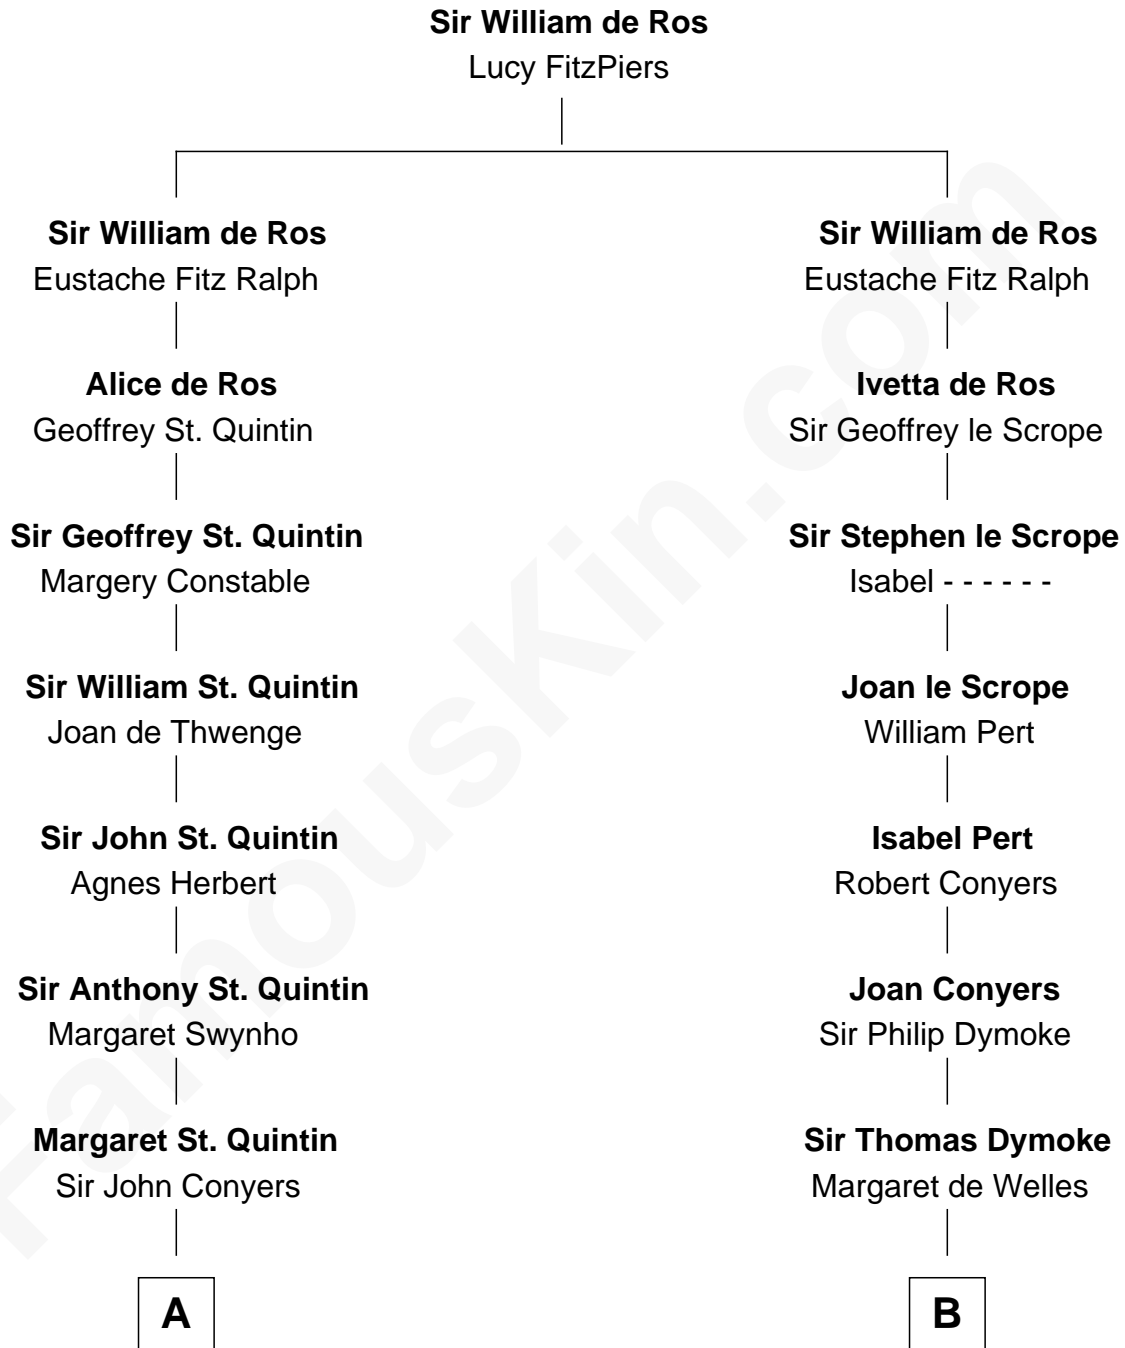 Sir William de Ros
Lucy FitzPiers
Sir William de Ros
Eustache Fitz Ralph
Sir William de Ros
Eustache Fitz Ralph
Alice de Ros
Geoffrey St. Quintin
Ivetta de Ros
Sir Geoffrey le Scrope
Sir Geoffrey St. Quintin
Margery Constable
Sir Stephen le Scrope
Isabel - - - - - -
Sir William St. Quintin
Joan de Thwenge
Joan le Scrope
William Pert
Sir John St. Quintin
Agnes Herbert
Isabel Pert
Robert Conyers
Sir Anthony St. Quintin
Margaret Swynho
Joan Conyers
Sir Philip Dymoke
Margaret St. Quintin
Sir John Conyers
Sir Thomas Dymoke
Margaret de Welles
A
B
FamousKin.com